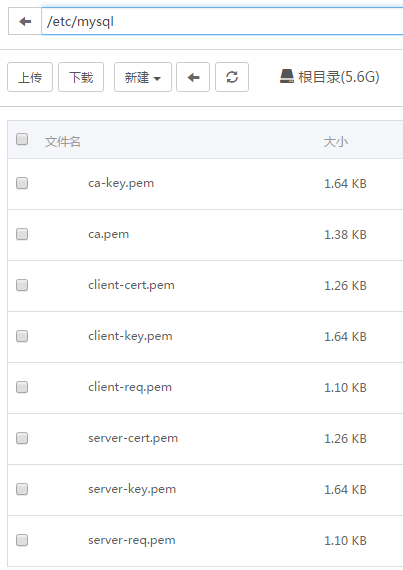 /etc/mysql
上传 下载 新建 根目录(5.6G)
文件名 大小
ca-key.pem 1.64 KB
ca.pem 1.38 KB
client-cert.pem 1.26 KB
client-key.pem 1.64 KB
client-req.pem 1.10 KB
server-cert.pem 1.26 KB
server-key.pem 1.64 KB
server-req.pem 1.10 KB